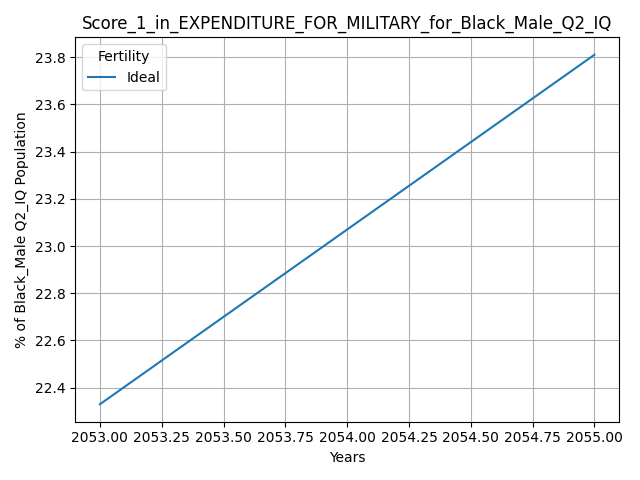 Score_1_in_EXPENDITURE_FOR_MILITARY_for_Black_Male_Q2_IQ
Fertility
Ideal
% of Black_Male Q2_IQ Population
23.8
23.6
23.4
23.2
23.0
22.8
22.6
22.4
2053.00 2053.25 2053.50 2053.75 2054.00 2054.25 2054.50 2054.75 2055.00
Years